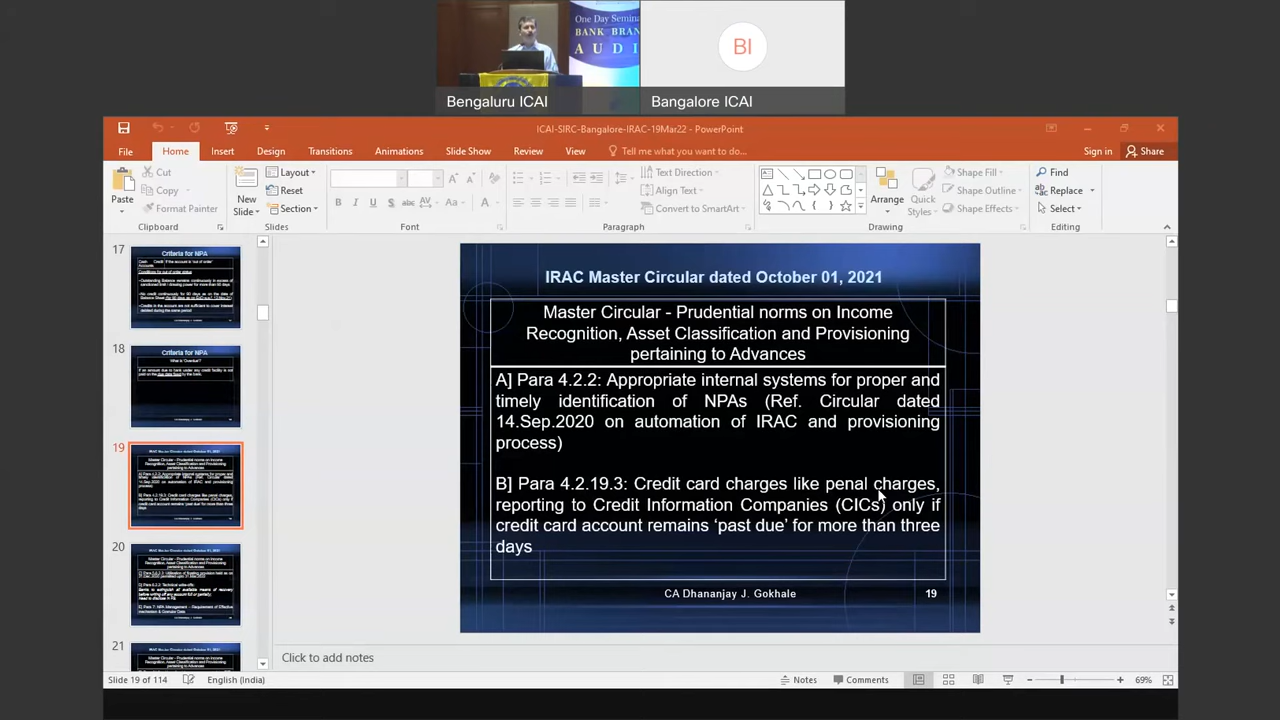 One Day Semina
BANK BRAN
A U D I
BI
Bengaluru ICAI
Bangalore ICAI
ICAI-SIRC-Bangalore-IRAC-19Mar22 - PowerPoint
File Home Insert Design Transitions Animations Slide Show Review View Tell me what you want to do... Sign in Share
Paste
Cut
Copy
Format Painter
Clipboard
New
Slide
Layout
Reset
Section
Slides
Font
Paragraph
Text Direction
Align Text
Convert to SmartArt
Arrange
Quick
Styles
Shape Fill
Shape Outline
Shape Effects
Drawing
Find
Replace
Select
Editing
17
Criteria for NPA
18
Criteria for NPA
What is 'Overdue'?
19
20
21
IRAC Master Circular dated October 01, 2021
Master Circular - Prudential norms on Income
Recognition, Asset Classification and Provisioning
pertaining to Advances
A] Para 4.2.2: Appropriate internal systems for proper and
timely identification of NPAs (Ref. Circular dated
14.Sep.2020 on automation of IRAC and provisioning
process)
B] Para 4.2.19.3: Credit card charges like penal charges,
reporting to Credit Information Companies (CICs) only if
credit card account remains ‘past due’ for more than three
days
CA Dhananjay J. Gokhale 19
Click to add notes
Slide 19 of 114 English (India) Notes Comments 69%